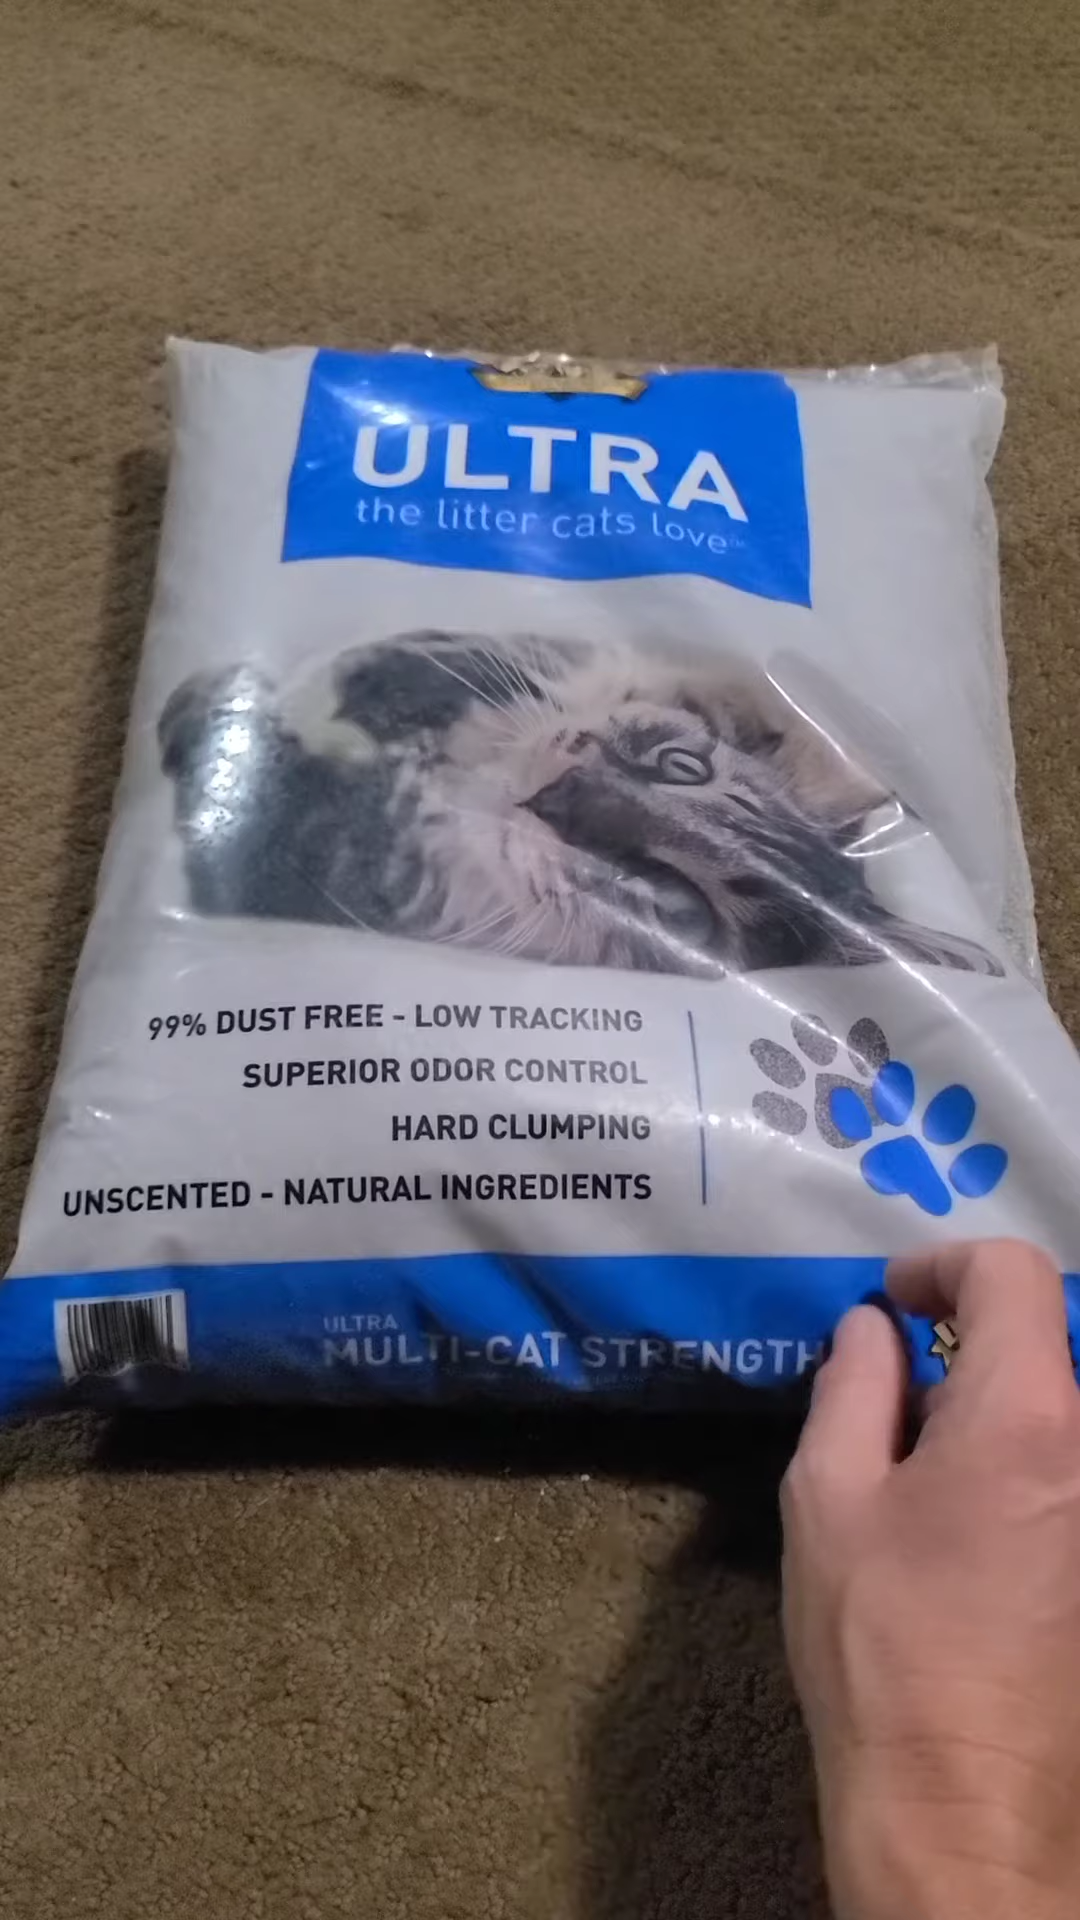 ULTRA
the litter cats love
99% DUST FREE - LOW TRACKING
SUPERIOR ODOR CONTROL
HARD CLUMPING
UNSCENTED - NATURAL INGREDIENTS
ULTRA
MULTI-CAT STRENGTH